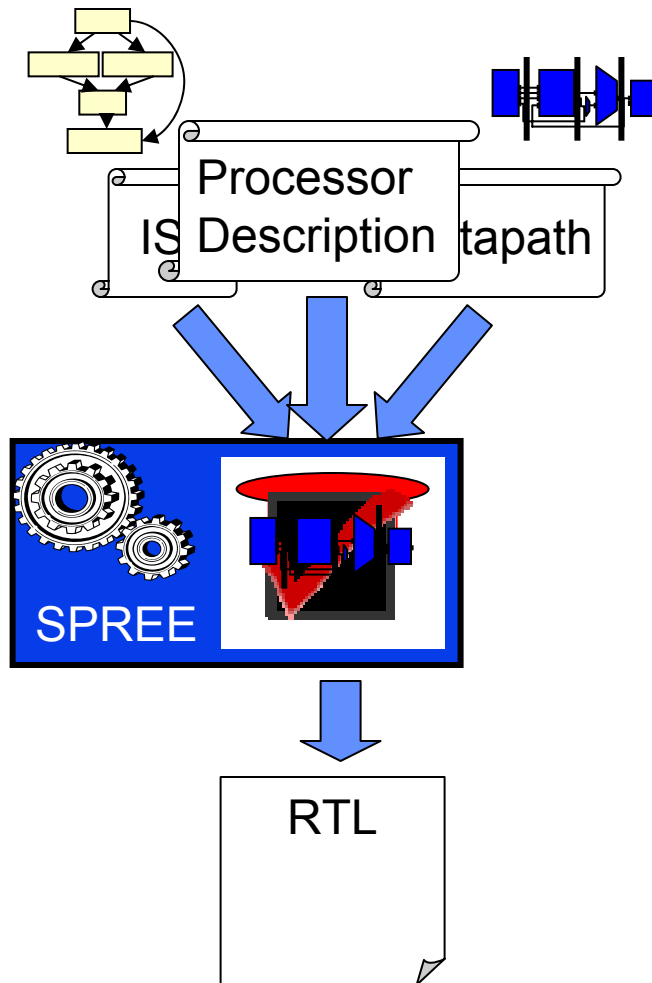 Processor
Description
IS
tapath
SPREE
RTL